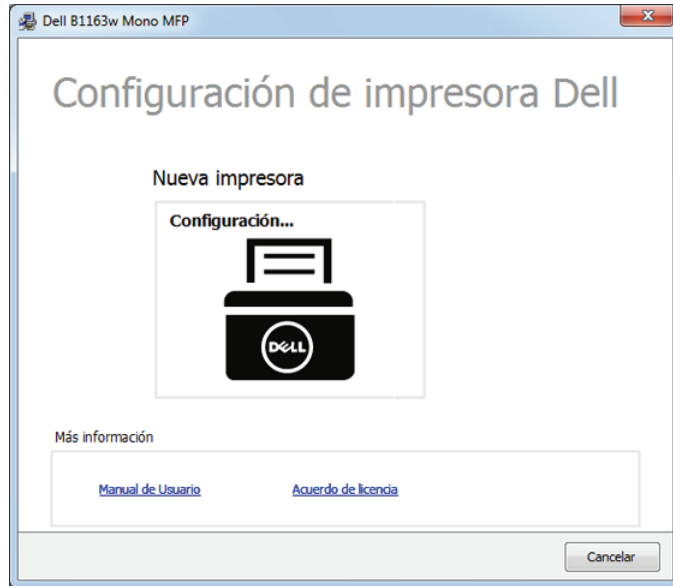 Dell B1163w Mono MFP
Configuración de impresora Dell
Nueva impresora
Configuración...
DELL
Más información
Manual de Usuario Acuerdo de licencia
Cancelar